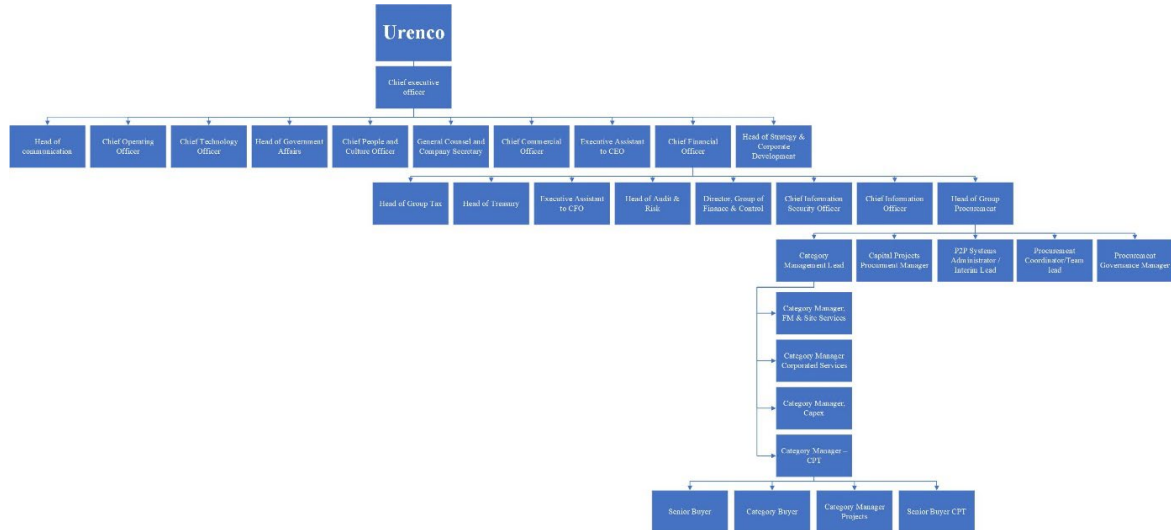 Urenco
Chief executive
officer
Head of
communication
Chief Operating
Officer
Chief Technology
Officer
Head of Government
Affairs
Chief People and
Culture Officer
General Counsel and
Company Secretary
Chief Commercial
Officer
Executive Assistant
to CEO
Chief Financial
Officer
Head of Strategy &
Corporate
Development
Head of Group Tax
Head of Treasury
Executive Assistant
to CFO
Head of Audit &
Risk
Director, Group of
Finance & Control
Chief Information
Security Officer
Chief Information
Officer
Head of Group
Procurement
Category
Management Lead
Capital Projects
Procurment Manager
P2P Systems
Administrator /
Interim Lead
Procurement
Coordinator/Team
lead
Procurement
Governance Manager
Category Manager,
FM & Site Services
Category Manager
Corporated Services
Category Manager,
Capex
Category Manager –
CPT
Senior Buyer
Category Buyer
Category Manager
Projects
Senior Buyer CPT